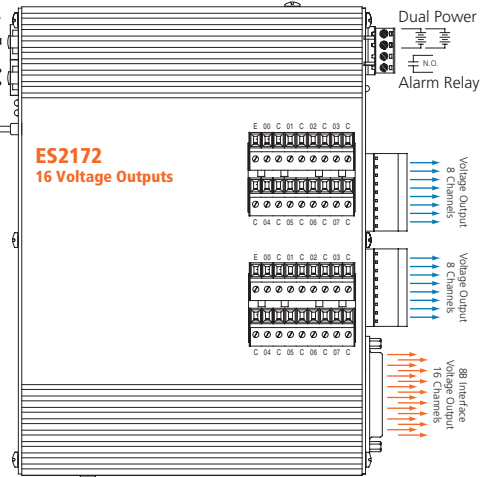 Dual Power
N.O.
Alarm Relay
ES2172
16 Voltage Outputs
E 00 C 01 C 02 C 03 C
C 04 C 05 C 06 C 07 C
E 00 C 01 C 02 C 03 C
C 04 C 05 C 06 C 07 C
Voltage Output
8 Channels
Voltage Output
8 Channels
8B Interface
Voltage Output
16 Channels